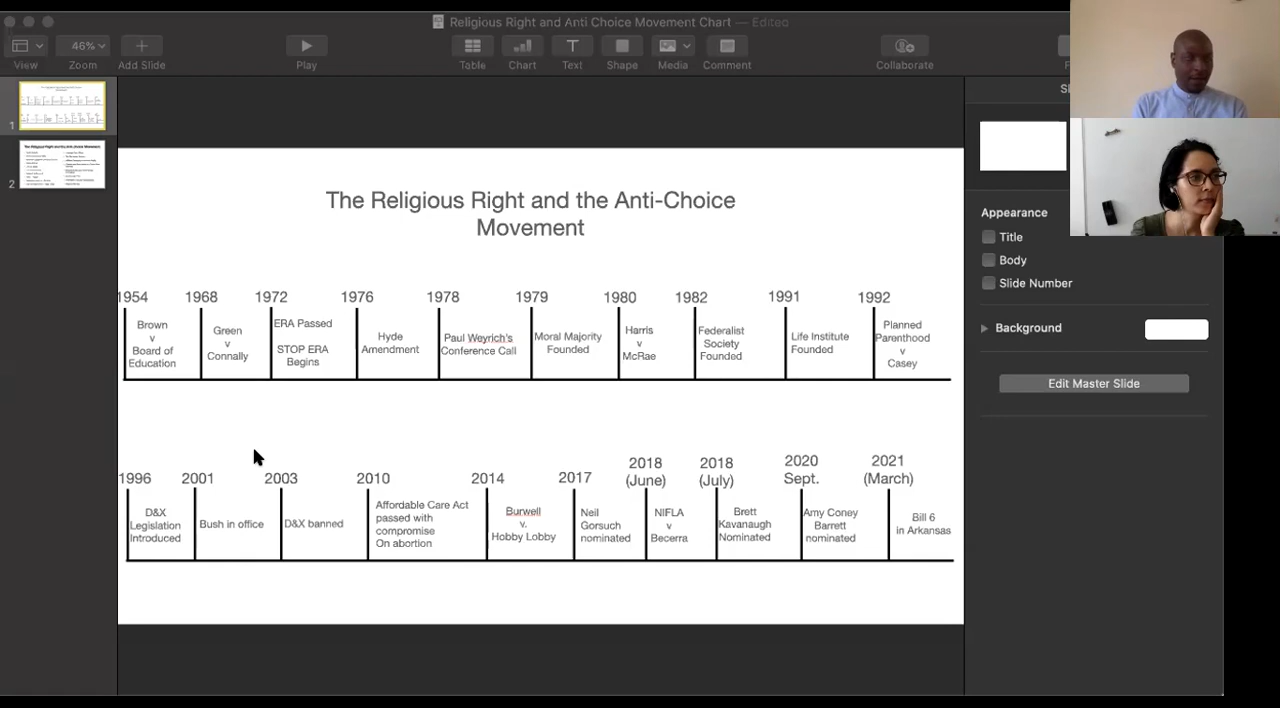 Religious Right and Anti Choice Movement Chart — Edited
46%
View
Zoom
Add Slide
Play
Table
Chart
Text
Shape
Media
Comment
Collaborate
1
2
The Religious Right and the Anti-Choice
Movement
1954
1968
1972
1976
1978
1979
1980
1982
1991
1992
Brown
v
Board of
Education
Green
v
Connally
ERA Passed
STOP ERA
Begins
Hyde
Amendment
Paul Weyrich's
Conference Call
Moral Majority
Founded
Harris
v
McRae
Federalist
Society
Founded
Life Institute
Founded
Planned
Parenthood
v
Casey
1996
2001
2003
2010
2014
2017
2018
(June)
2018
(July)
2020
Sept.
2021
(March)
D&X
Legislation
Introduced
Bush in office
D&X banned
Affordable Care Act
passed with
compromise
On abortion
Burwell
v.
Hobby Lobby
Neil
Gorsuch
nominated
NIFLA
v
Becerra
Brett
Kavanaugh
Nominated
Amy Coney
Barrett
nominated
Bill 6
in Arkansas
Appearance
Title
Body
Slide Number
Background
Edit Master Slide